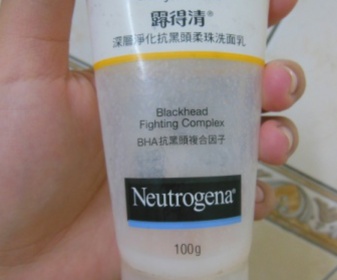 露得清®
深層淨化抗黑頭柔珠洗面乳
Blackhead
Fighting Complex
BHA抗黑頭複合因子
Neutrogena®
100g